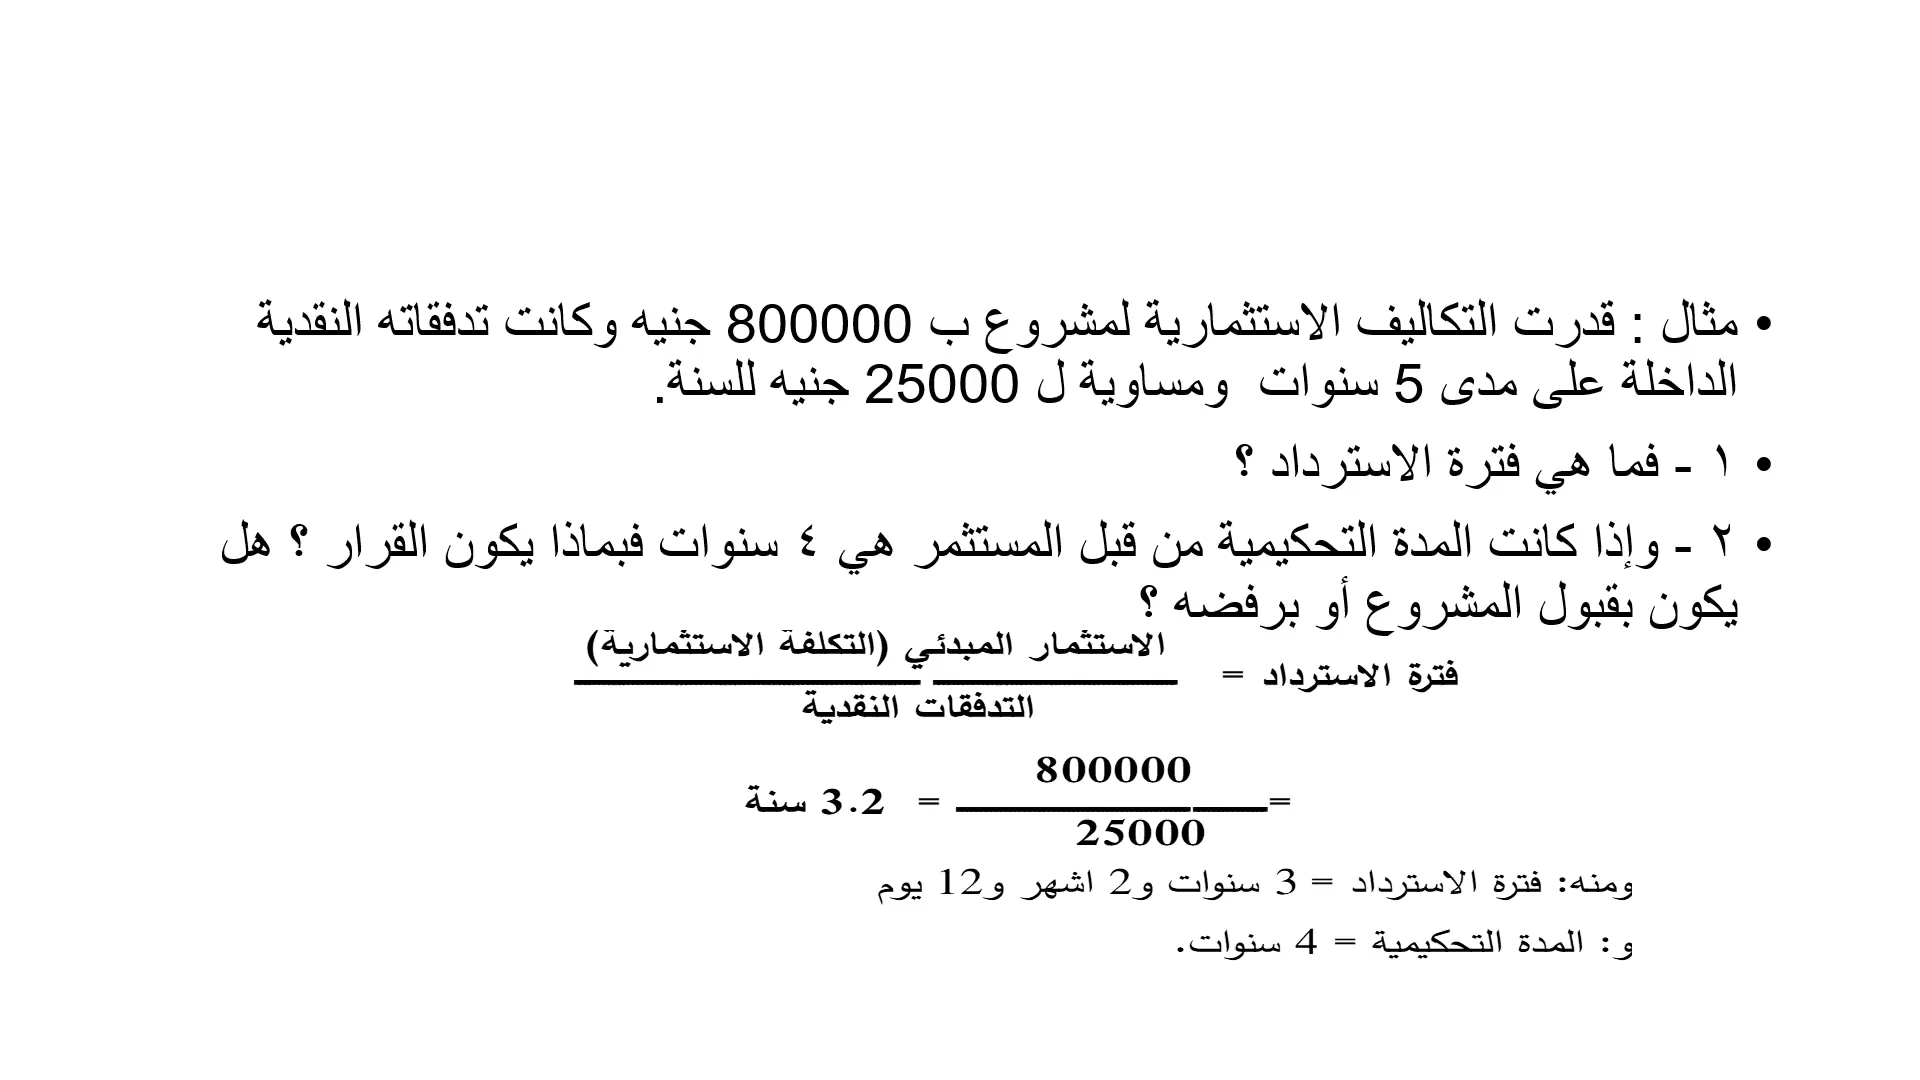 • مثال : قدرت التكاليف الاستثمارية لمشروع ب 800000 جنيه وكانت تدفقاته النقدية
الداخلة على مدى 5 سنوات ومساوية ل 25000 جنيه للسنة.
• ١ - فما هي فترة الاسترداد ؟
• ٢ - وإذا كانت المدة التحكيمية من قبل المستثمر هي ٤ سنوات فبماذا يكون القرار ؟ هل
يكون بقبول المشروع أو برفضه ؟
الاستثمار المبدئي (التكلفة الاستثمارية)
فترة الاسترداد =
التدفقات النقدية
800000
= = 3.2 سنة
25000
ومنه: فترة الاسترداد = 3 سنوات و2 اشهر و12 يوم
و: المدة التحكيمية = 4 سنوات.